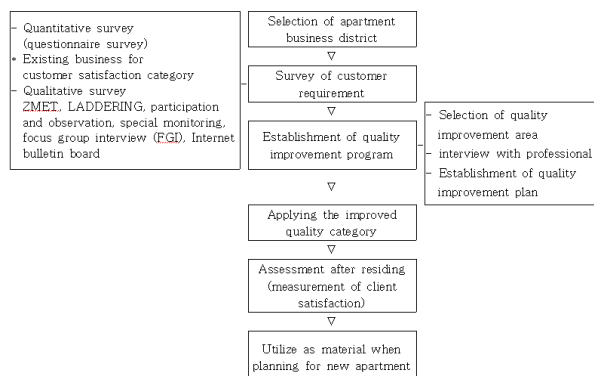 – Quantitative survey
(questionnaire survey)
• Existing business for
customer satisfaction category
– Qualitative survey
ZMET, LADDERING, participation
and observation, special monitoring,
focus group interview (FGI), Internet
bulletin board
Selection of apartment
business district
▽
Survey of customer
requirement
▽
Establishment of quality
improvement program
– Selection of quality
improvement area
– interview with professional
– Establishment of quality
improvement plan
▽
Applying the improved
quality category
▽
Assessment after residing
(measurement of client
satisfaction)
▽
Utilize as material when
planning for new apartment